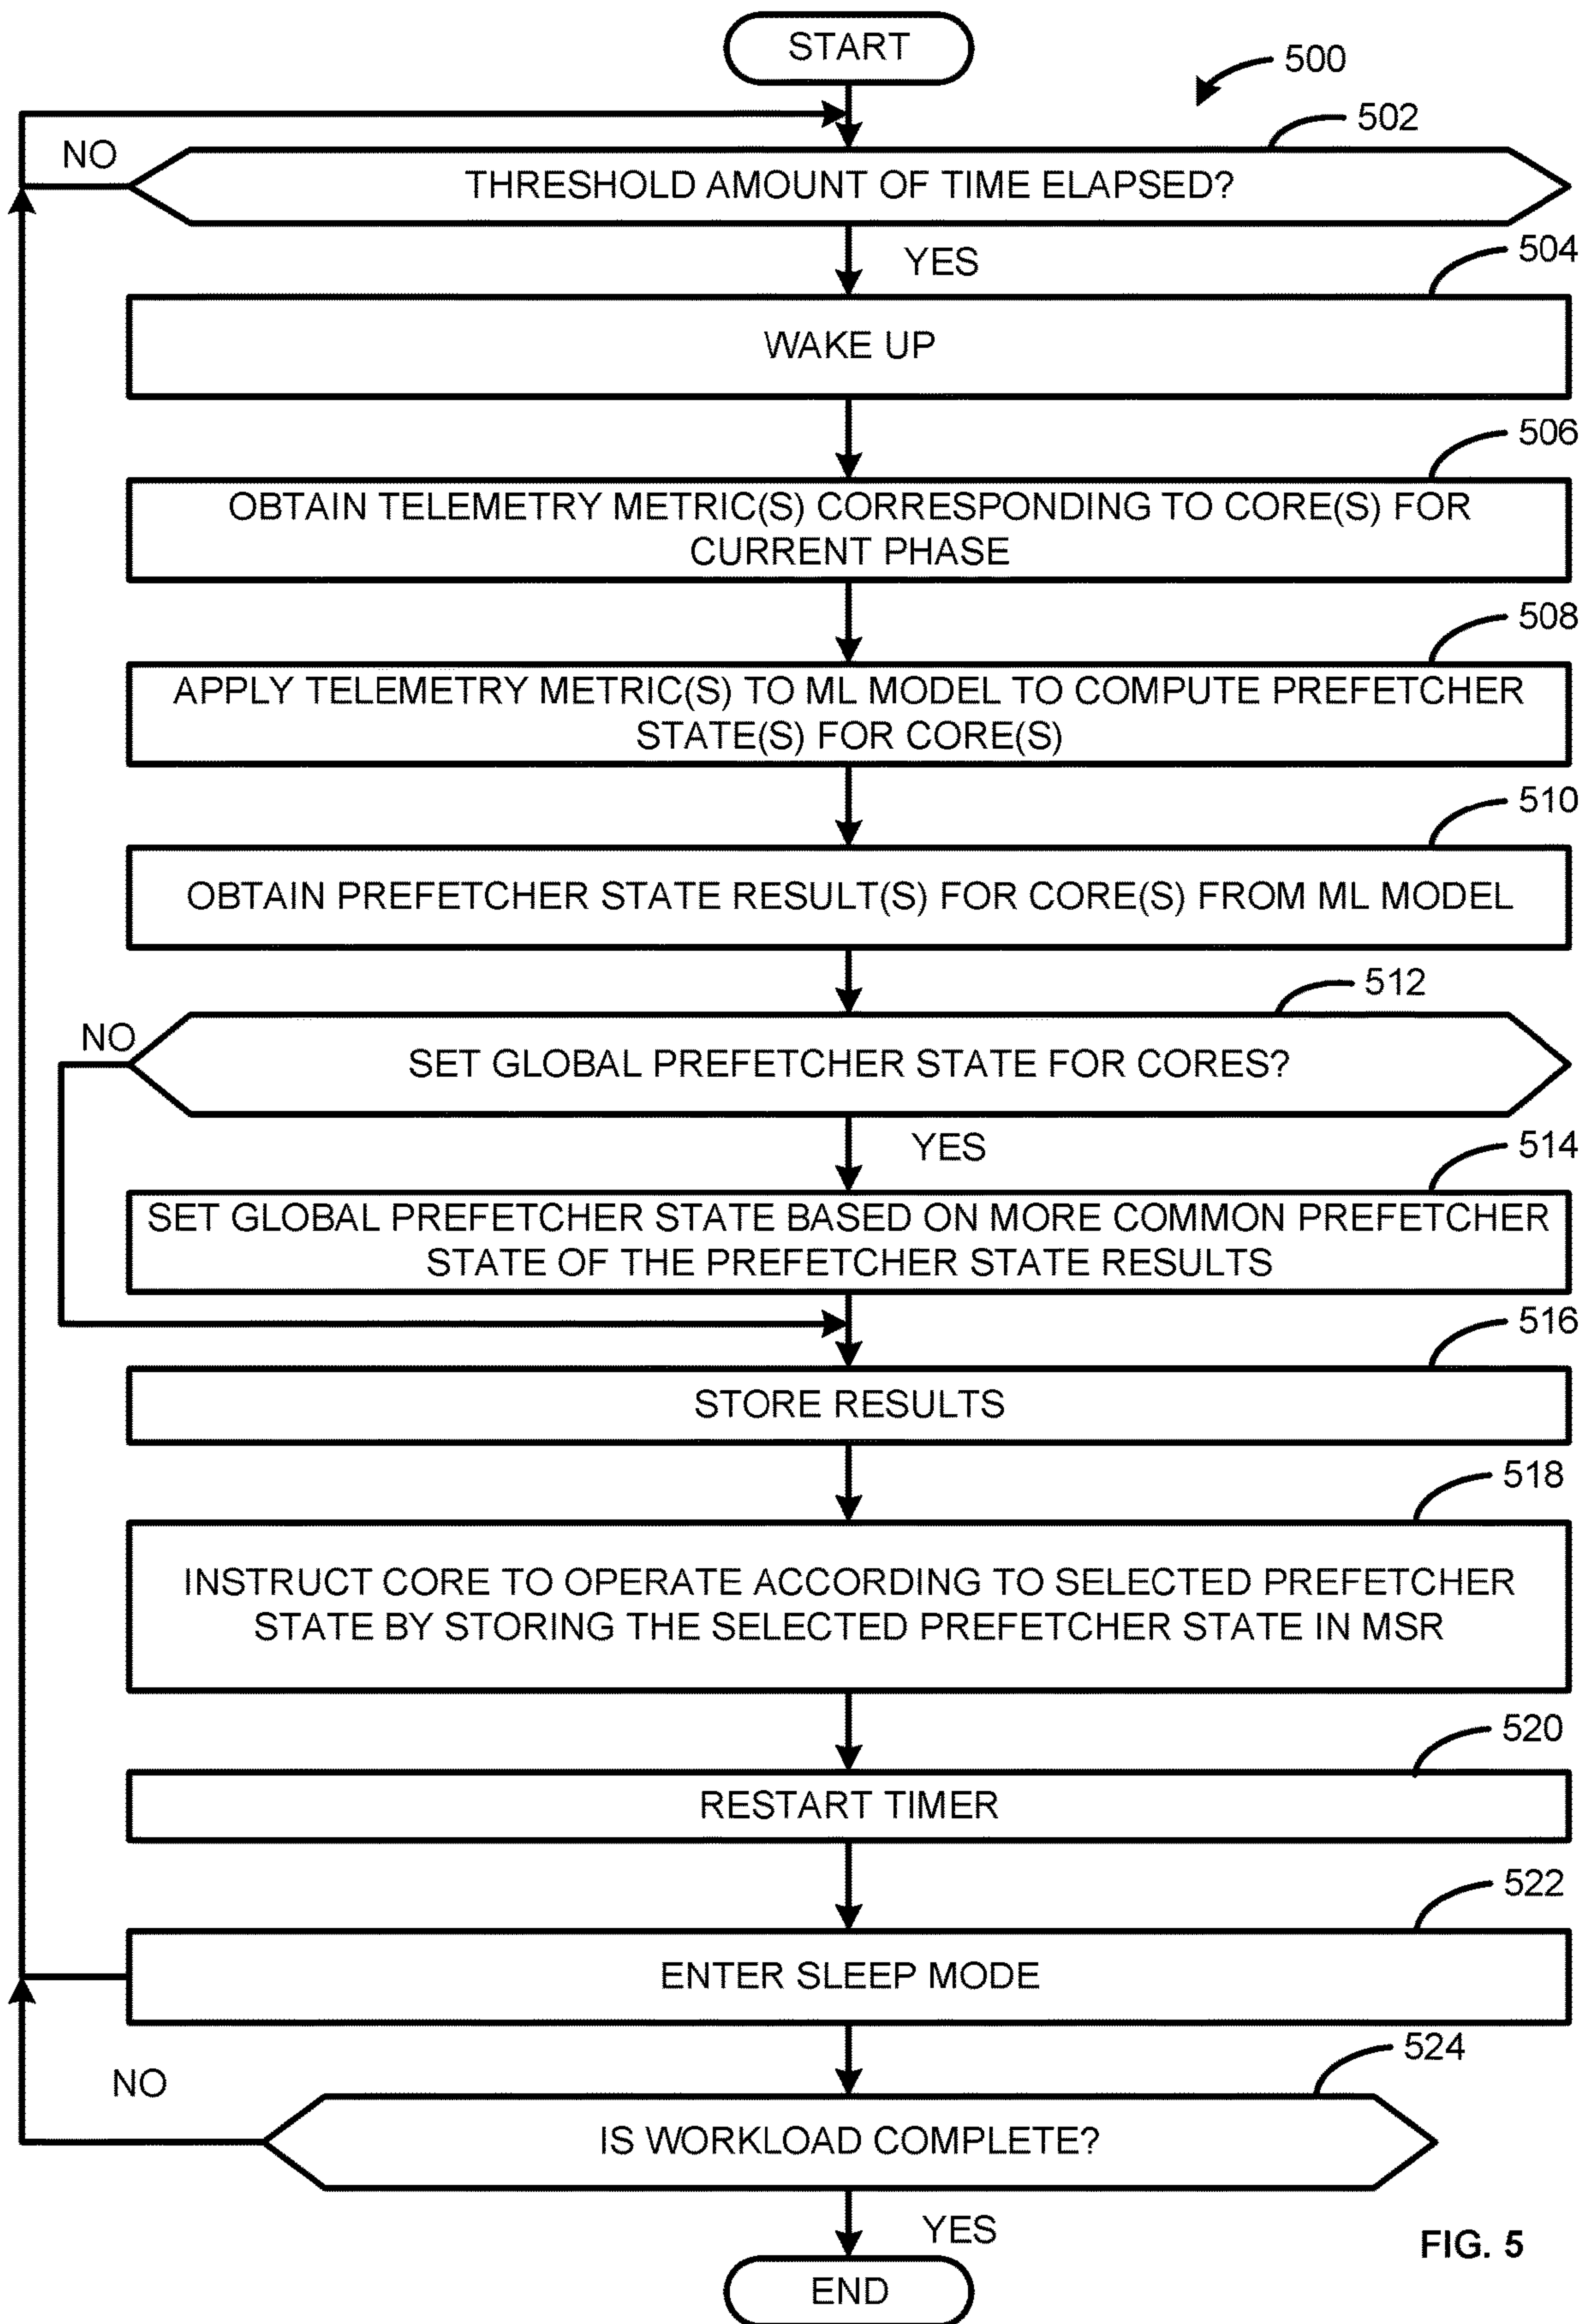 START
500
502
NO
THRESHOLD AMOUNT OF TIME ELAPSED?
YES
504
WAKE UP
506
OBTAIN TELEMETRY METRIC(S) CORRESPONDING TO CORE(S) FOR
CURRENT PHASE
508
APPLY TELEMETRY METRIC(S) TO ML MODEL TO COMPUTE PREFETCHER
STATE(S) FOR CORE(S)
510
OBTAIN PREFETCHER STATE RESULT(S) FOR CORE(S) FROM ML MODEL
512
NO
SET GLOBAL PREFETCHER STATE FOR CORES?
YES
514
SET GLOBAL PREFETCHER STATE BASED ON MORE COMMON PREFETCHER
STATE OF THE PREFETCHER STATE RESULTS
516
STORE RESULTS
518
INSTRUCT CORE TO OPERATE ACCORDING TO SELECTED PREFETCHER
STATE BY STORING THE SELECTED PREFETCHER STATE IN MSR
520
RESTART TIMER
522
ENTER SLEEP MODE
524
NO
IS WORKLOAD COMPLETE?
YES
FIG. 5
END